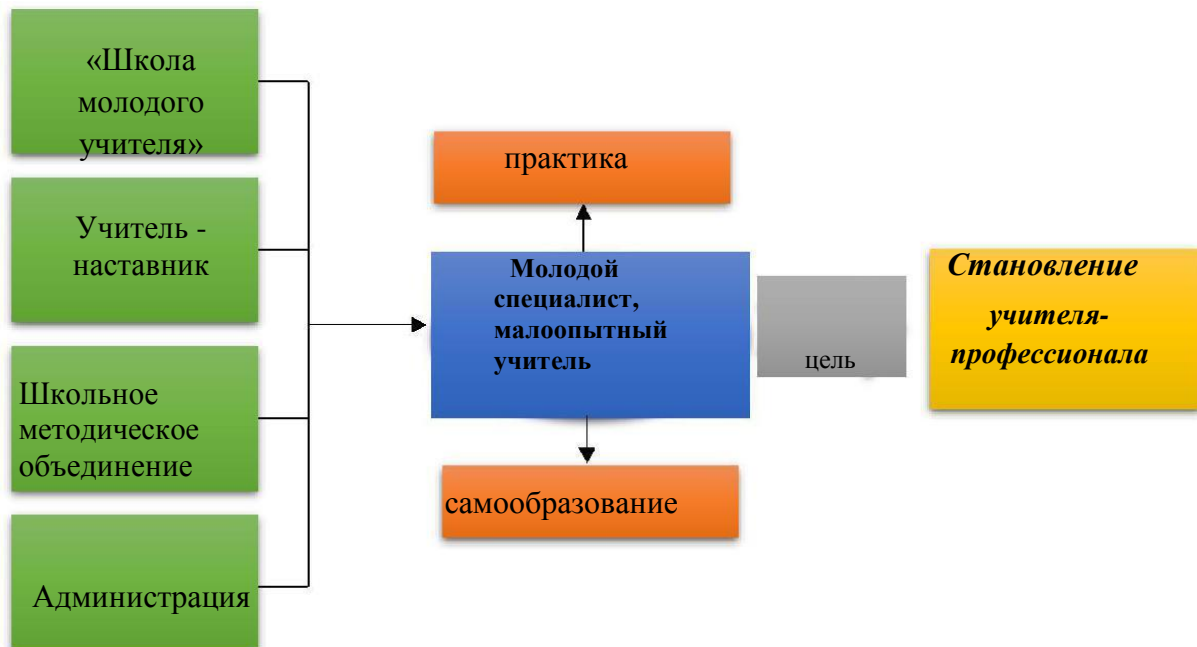 «Школа
молодого
учителя»
Учитель -
наставник
Школьное
методическое
объединение
Администрация
практика
Молодой
специалист,
малоопытный
учитель
самообразование
цель
Становление
учителя-
профессионала